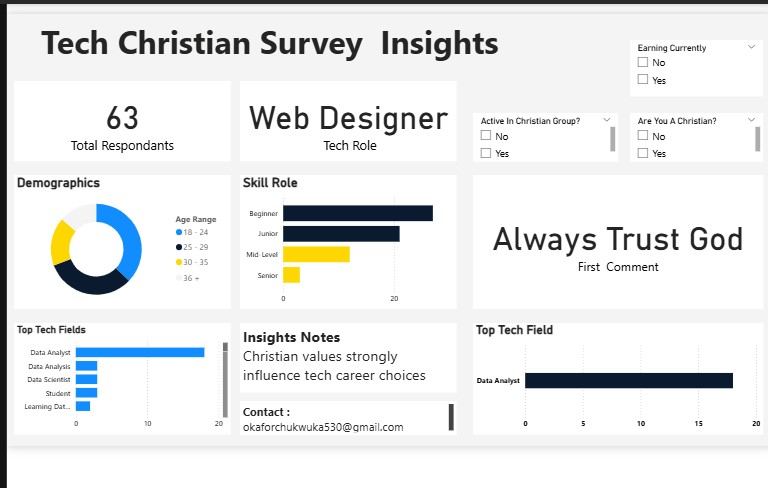 Tech Christian Survey  Insights
Earning Currently
No
Yes
63
Total Respondants
Web Designer
Tech Role
Active In Christian Group?
No
Yes
Are You A Christian?
No
Yes
Demographics
Age Range
18 - 24
25 - 29
30 - 35
36 +
Skill Role
Beginner
Junior
Mid- Level
Senior
0 20
Always Trust God
First  Comment
Top Tech Fields
Data Analyst
Data Analysis
Data Scientist
Student
Learning Dat...
0 10 20
Insights Notes
Christian values strongly
influence tech career choices
Contact :
okaforchukwuka530@gmail.com
Top Tech Field
Data Analyst
0 5 10 15 20